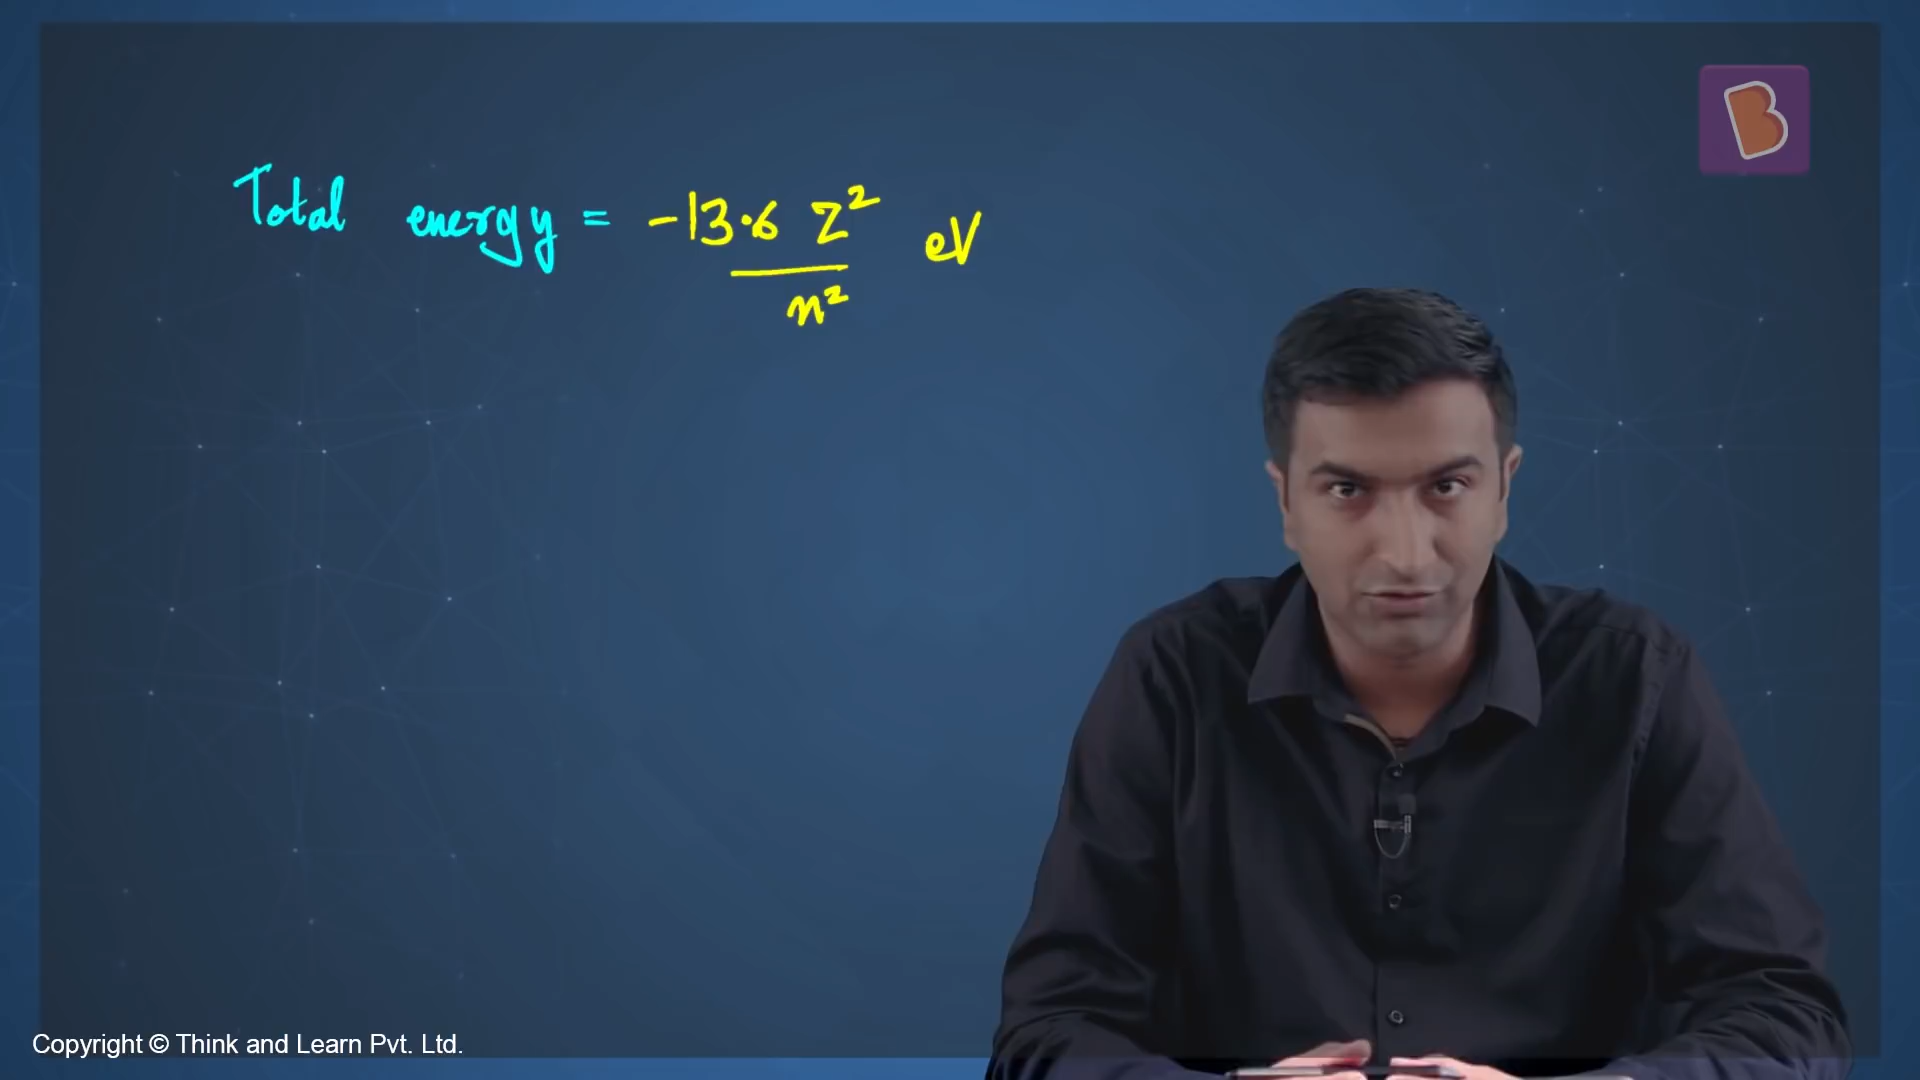 Total energy = -13.6 Z² eV
n²
Copyright © Think and Learn Pvt. Ltd.